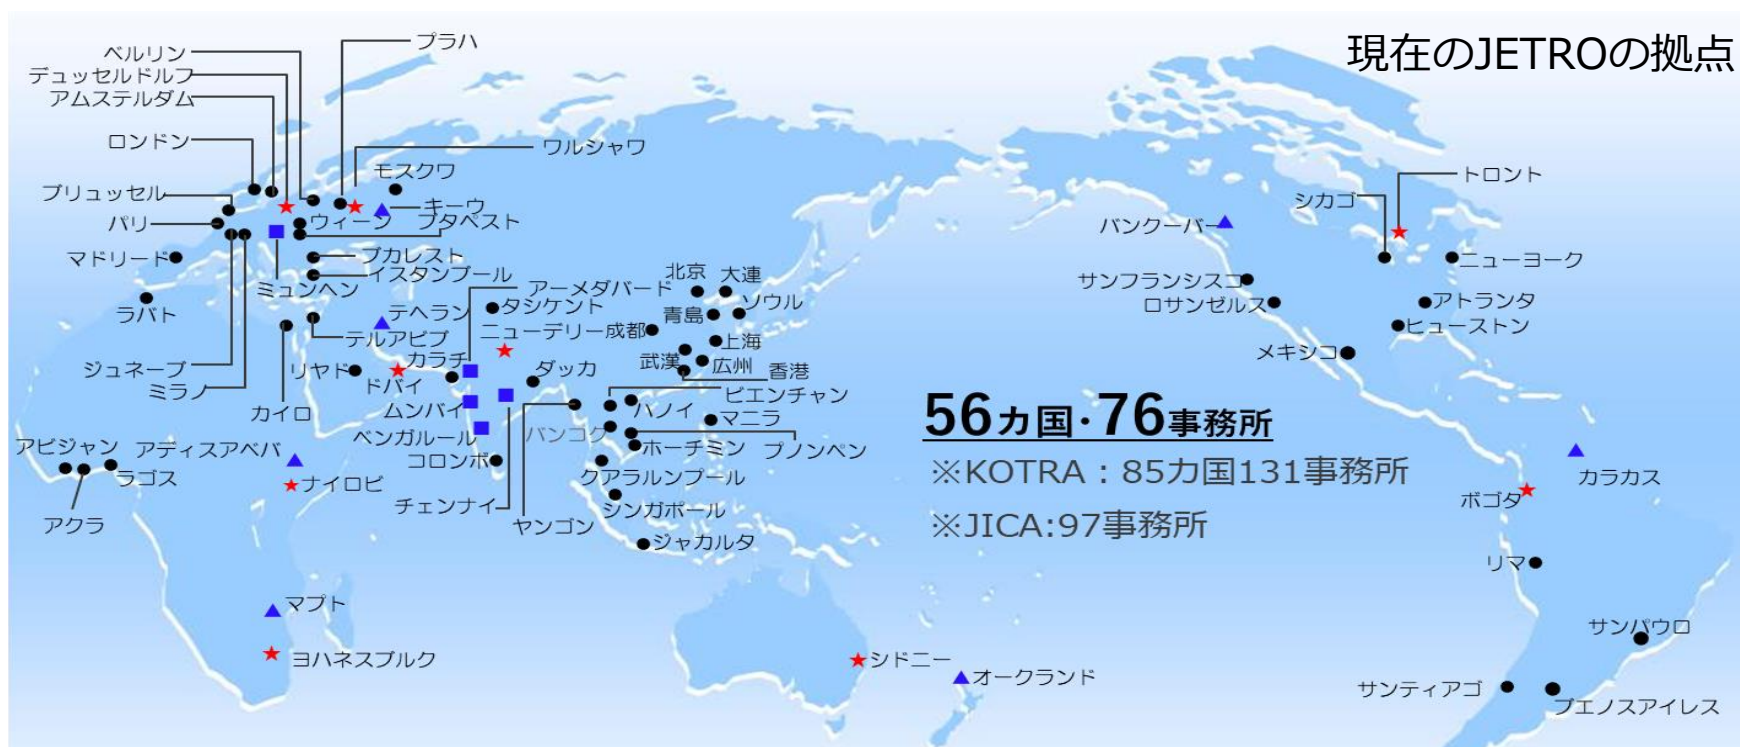 現在のJETROの拠点
プラハ
ベルリン
デュッセルドルフ
アムステルダム
ロンドン
ワルシャワ
モスクワ
ブリュッセル
キーウ
パリ
ウィーン
ブタペスト
マドリード
ブカレスト
イスタンブール
ミュンヘン
アーメダバード
ラバト
テヘラン
タシケント
テルアビブ
ニューデリー
ジュネーブ
ミラノ
リヤド
ドバイ
カラチ
ダッカ
カイロ
ムンバイ
ベンガルール
コロンボ
チェンナイ
ヤンゴン
アビジャン
アディスアベバ
ラゴス
ナイロビ
アクラ
マプト
ヨハネスブルク
北京
大連
青島
ソウル
成都
上海
武漢
広州
香港
ビエンチャン
ハノイ
マニラ
バンコク
ホーチミン
プノンペン
クアラルンプール
シンガポール
ジャカルタ
シドニー
オークランド
56カ国・76事務所
※KOTRA：85カ国131事務所
※JICA:97事務所
トロント
シカゴ
バンクーバー
ニューヨーク
サンフランシスコ
ロサンゼルス
アトランタ
ヒューストン
メキシコ
カラカス
ボゴタ
リマ
サンパウロ
サンティアゴ
ブエノスアイレス